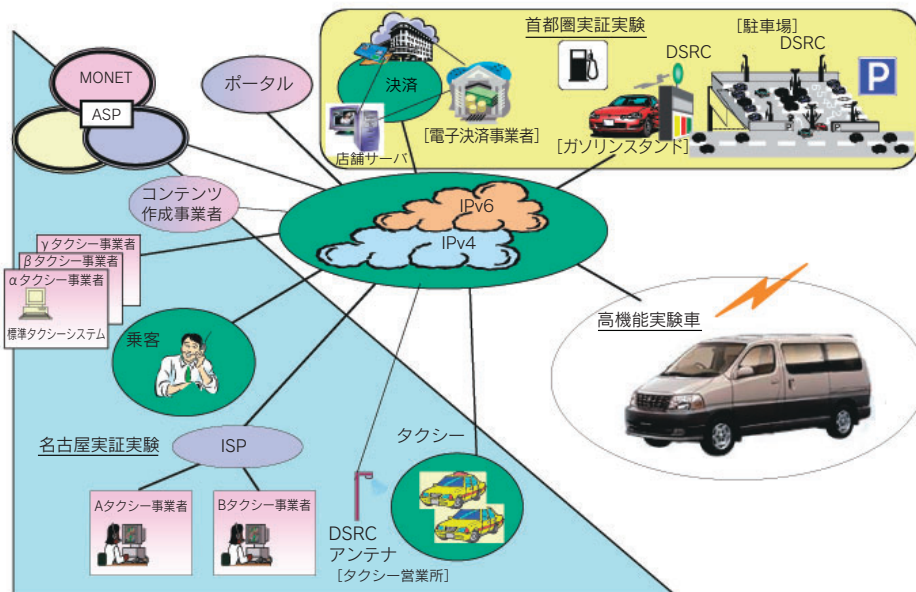 MONET
ASP
ポータル
首都圏実証実験
決済
店舗サーバ
[電子決済事業者]
DSRC
[ガソリンスタンド]
[駐車場]
DSRC
P
P
P
コンテンツ
作成事業者
IPv6
IPv4
γタクシー事業者
βタクシー事業者
αタクシー事業者
標準タクシーシステム
乗客
高機能実験車
名古屋実証実験
ISP
Aタクシー事業者
Bタクシー事業者
DSRC
アンテナ
[タクシー営業所]
タクシー